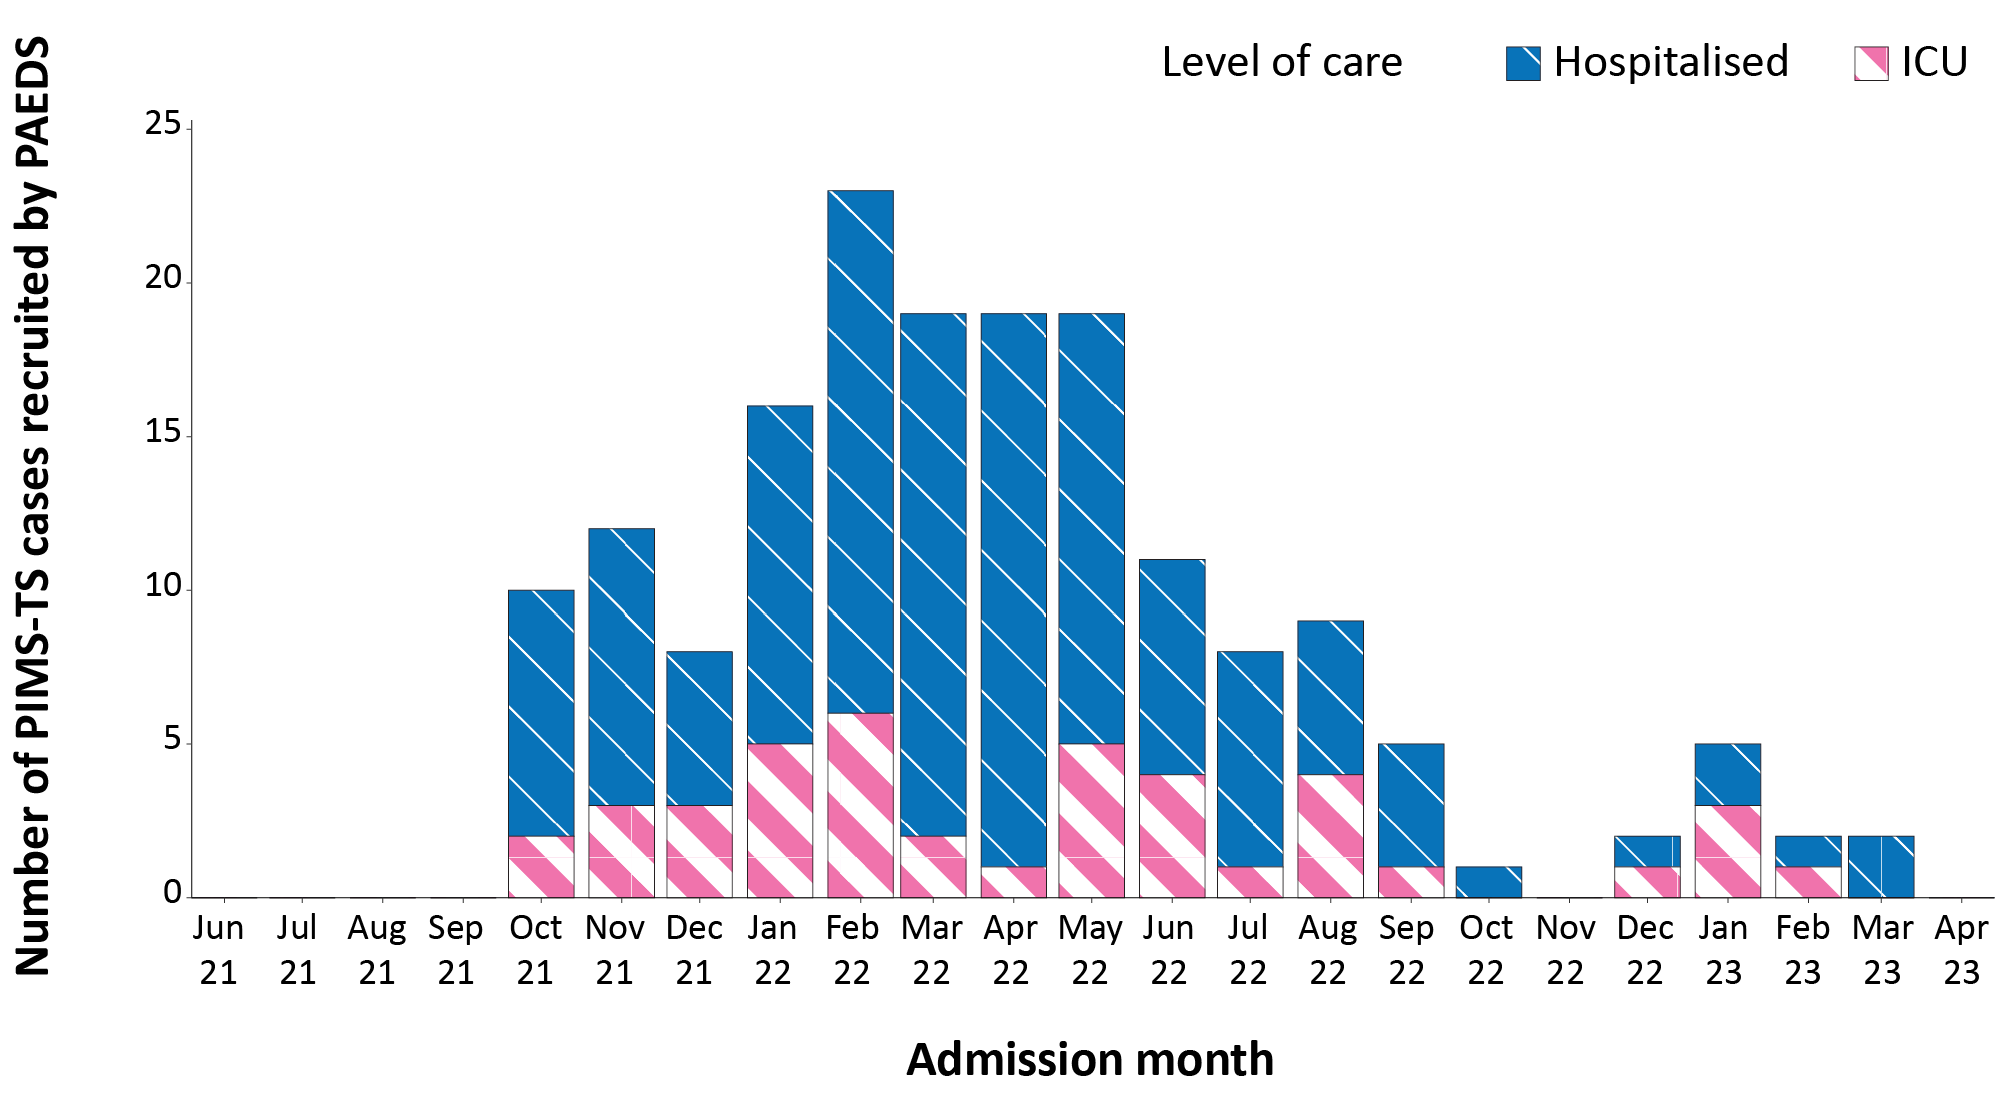 Number of PIMS-TS cases recruited by PAEDS
Level of care Hospitalised ICU
25
20
15
10
5
0
Jun Jul Aug Sep Oct Nov Dec Jan Feb Mar Apr May Jun Jul Aug Sep Oct Nov Dec Jan Feb Mar Apr
21 21 21 21 21 21 21 22 22 22 22 22 22 22 22 22 22 22 22 23 23 23 23
Admission month